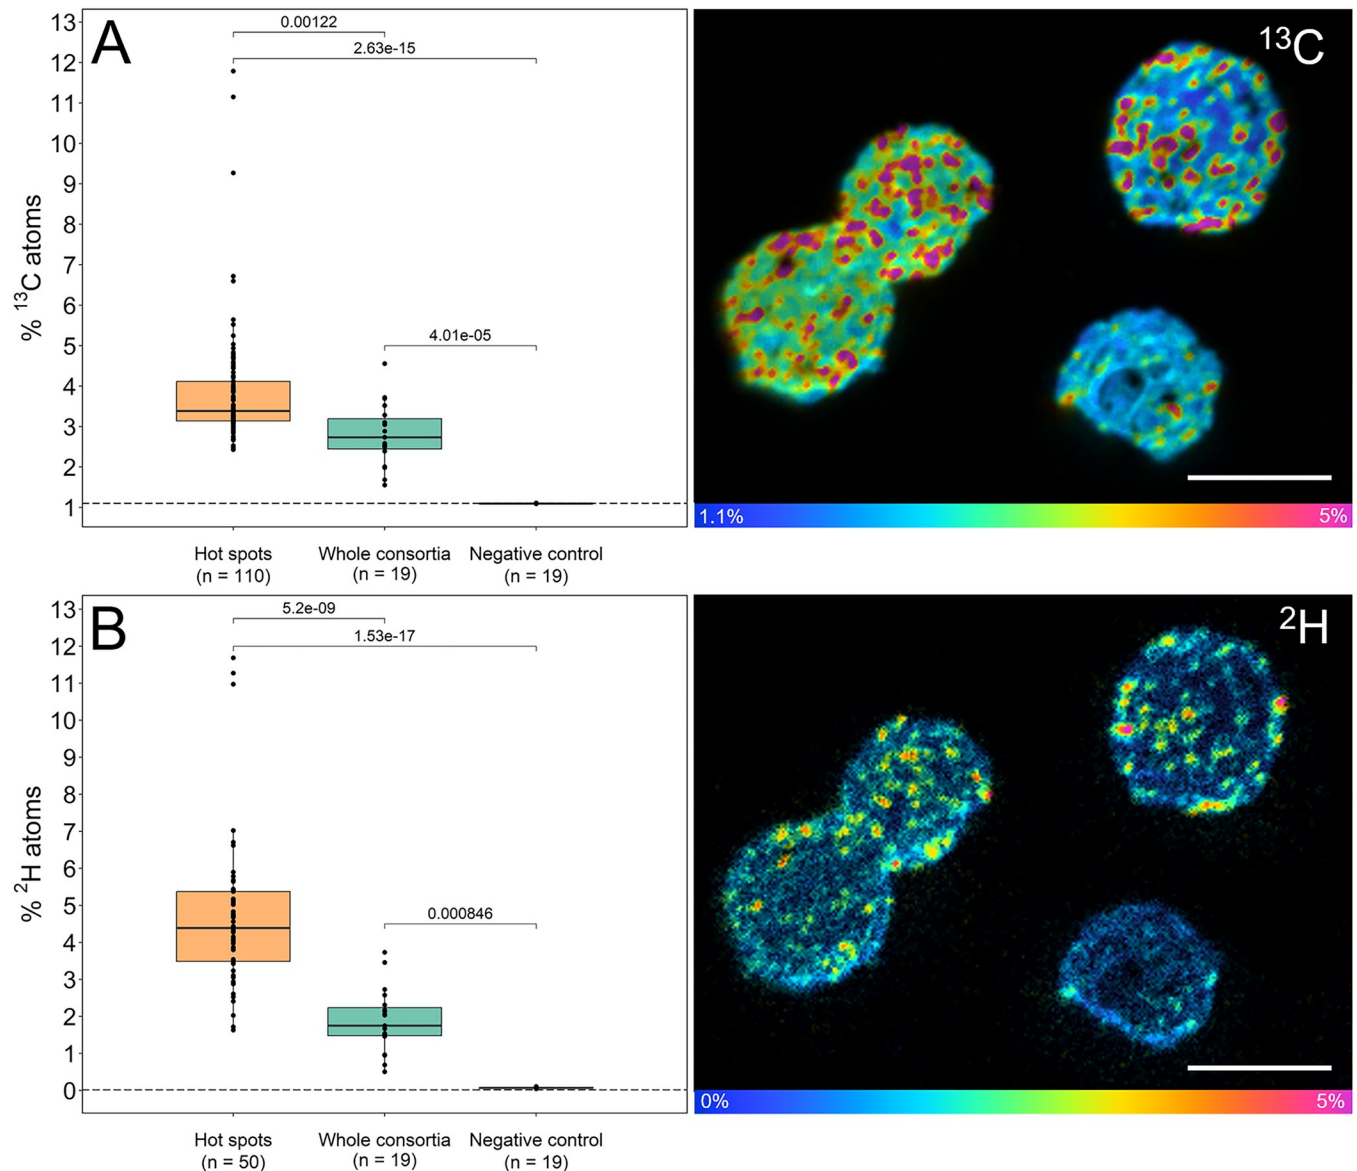 A
13
12
11
10
9
8
7
6
5
4
3
2
1
% ¹³C atoms
0.00122
2.63e-15
4.01e-05
Hot spots Whole consortia Negative control
(n = 110) (n = 19) (n = 19)
¹³C
1.1% 5%
B
13
12
11
10
9
8
7
6
5
4
3
2
1
0
% ²H atoms
5.2e-09
1.53e-17
0.000846
Hot spots Whole consortia Negative control
(n = 50) (n = 19) (n = 19)
²H
0% 5%